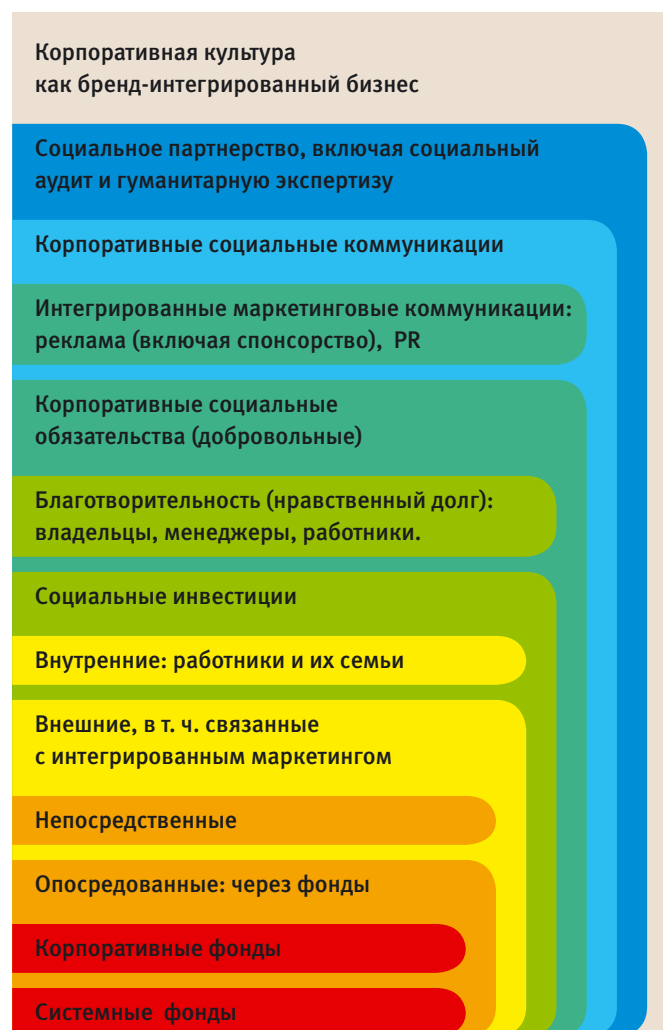 Корпоративная культура
как бренд-интегрированный бизнес
Социальное партнерство, включая социальный
аудит и гуманитарную экспертизу
Корпоративные социальные коммуникации
Интегрированные маркетинговые коммуникации:
реклама (включая спонсорство), PR
Корпоративные социальные
обязательства (добровольные)
Благотворительность (нравственный долг):
владельцы, менеджеры, работники.
Социальные инвестиции
Внутренние: работники и их семьи
Внешние, в т. ч. связанные
с интегрированным маркетингом
Непосредственные
Опосредованные: через фонды
Корпоративные фонды
Системные фонды